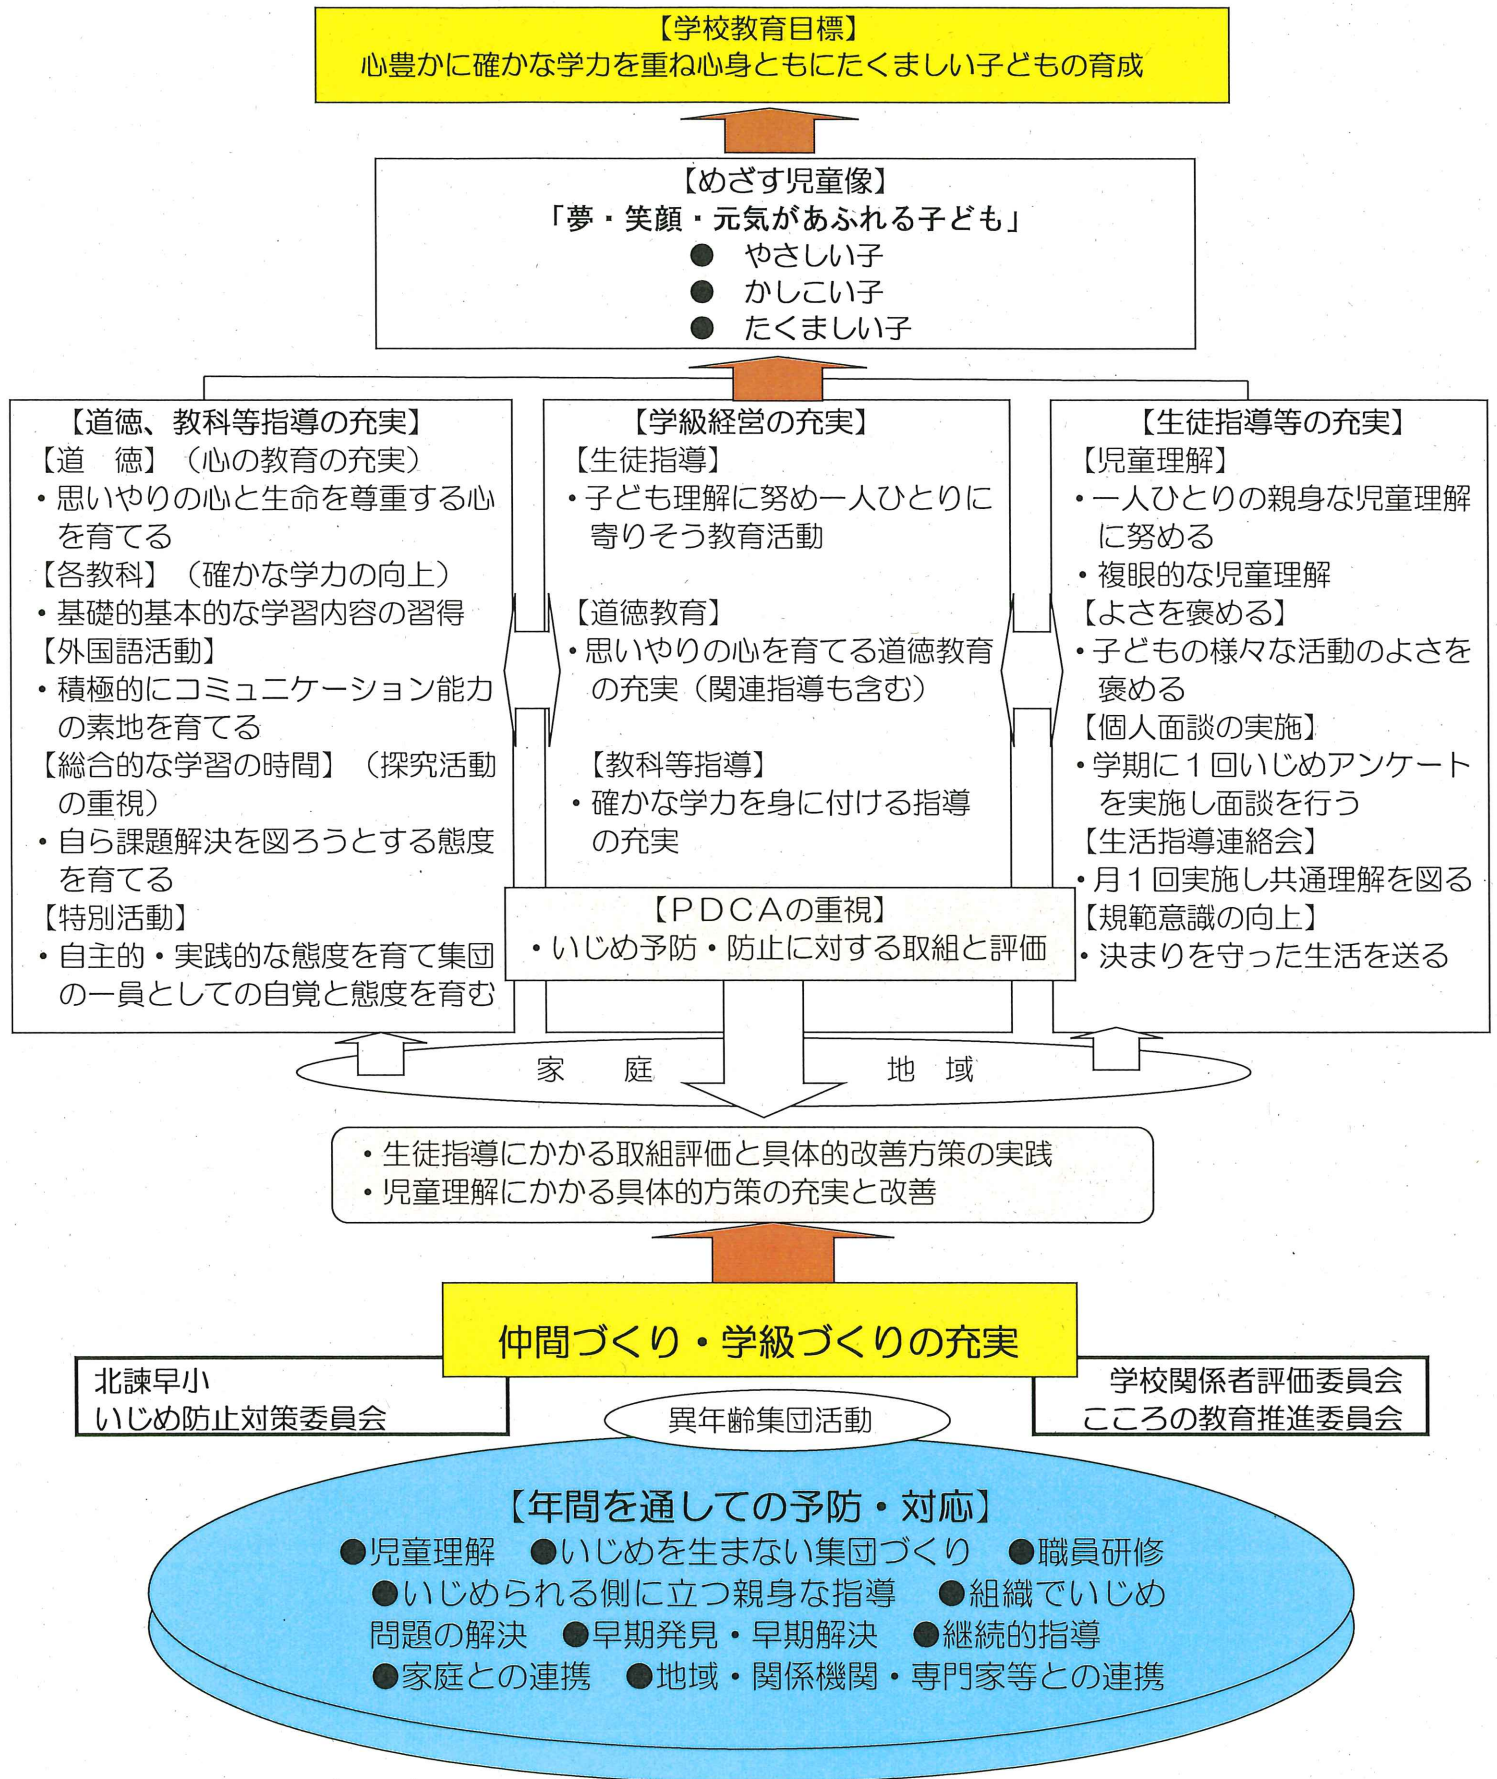 【学校教育目標】
心豊かに確かな学力を重ね心身ともにたくましい子どもの育成
【めざす児童像】
「夢・笑顔・元気があふれる子ども」
● やさしい子
● かしこい子
● たくましい子
【道徳、教科等指導の充実】
【道 徳】（心の教育の充実）
・思いやりの心と生命を尊重する心
を育てる
【各教科】（確かな学力の向上）
・基礎的基本的な学習内容の習得
【外国語活動】
・積極的にコミュニケーション能力
の素地を育てる
【総合的な学習の時間】（探究活動
の重視）
・自ら課題解決を図ろうとする態度
を育てる
【特別活動】
・自主的・実践的な態度を育て集団
の一員としての自覚と態度を育む
【学級経営の充実】
【生徒指導】
・子ども理解に努め一人ひとりに
寄りそう教育活動
【道徳教育】
・思いやりの心を育てる道徳教育
の充実（関連指導も含む）
【教科等指導】
・確かな学力を身に付ける指導
の充実
【生徒指導等の充実】
【児童理解】
・一人ひとりの親身な児童理解
に努める
・複眼的な児童理解
【よさを褒める】
・子どもの様々な活動のよさを
褒める
【個人面談の実施】
・学期に１回いじめアンケート
を実施し面談を行う
【生活指導連絡会】
・月１回実施し共通理解を図る
【規範意識の向上】
・決まりを守った生活を送る
【ＰＤＣＡの重視】
・いじめ予防・防止に対する取組と評価
家 庭 地 域
・生徒指導にかかる取組評価と具体的改善方策の実践
・児童理解にかかる具体的方策の充実と改善
仲間づくり・学級づくりの充実
北諫早小
いじめ防止対策委員会
学校関係者評価委員会
こころの教育推進委員会
異年齢集団活動
【年間を通しての予防・対応】
●児童理解 ●いじめを生まない集団づくり ●職員研修
●いじめられる側に立つ親身な指導 ●組織でいじめ
問題の解決 ●早期発見・早期解決 ●継続的指導
●家庭との連携 ●地域・関係機関・専門家等との連携